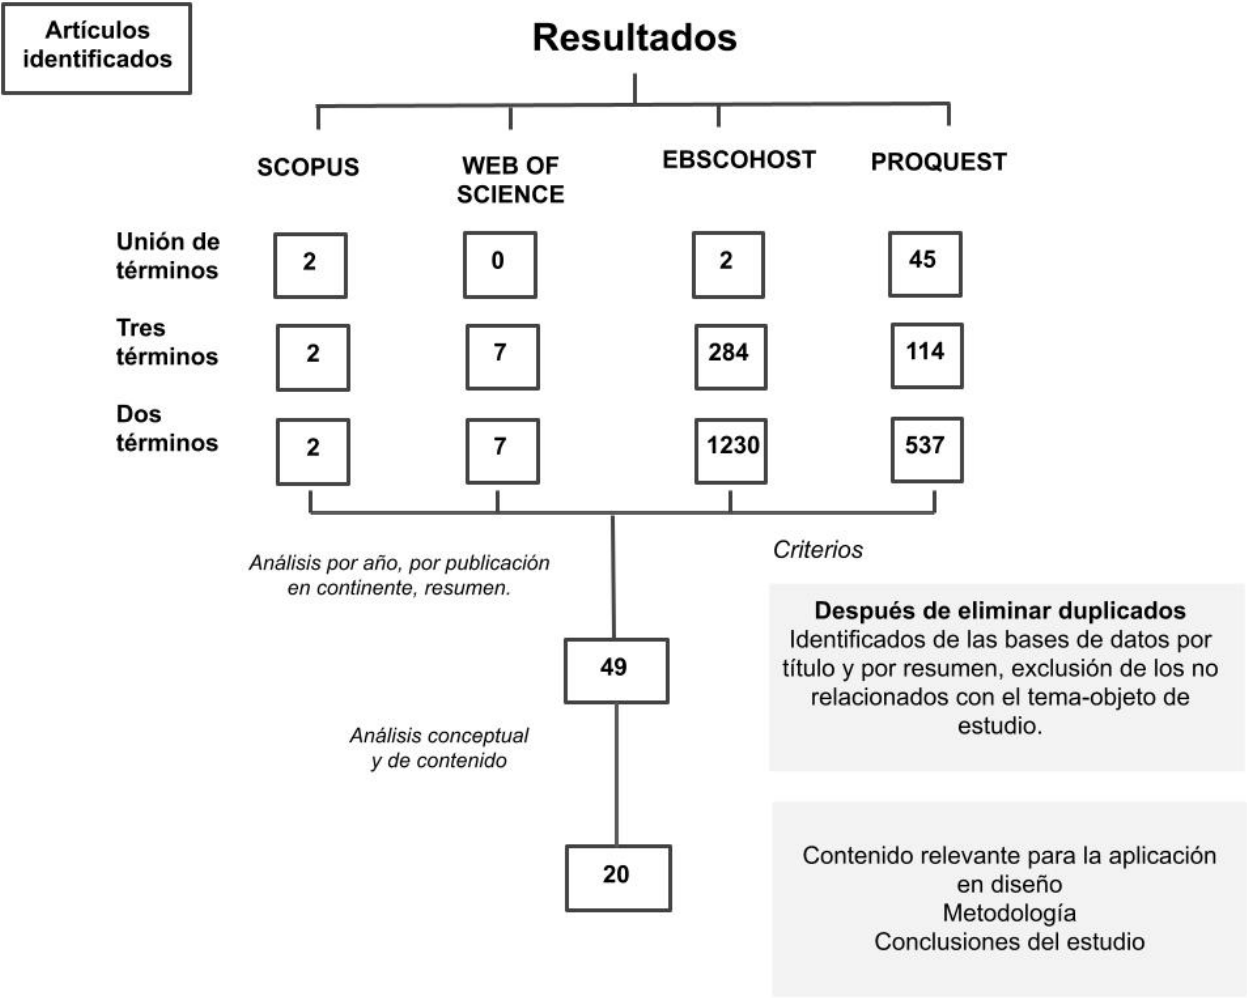 Artículos
identificados
Resultados
SCOPUS
WEB OF
SCIENCE
EBSCOHOST
PROQUEST
Unión de
términos
2
0
2
45
Tres
términos
2
7
284
114
Dos
términos
2
7
1230
537
Análisis por año, por publicación
en continente, resumen.
Criterios
49
Después de eliminar duplicados
Identificados de las bases de datos por
título y por resumen, exclusión de los no
relacionados con el tema-objeto de
estudio.
Análisis conceptual
y de contenido
20
Contenido relevante para la aplicación
en diseño
Metodología
Conclusiones del estudio